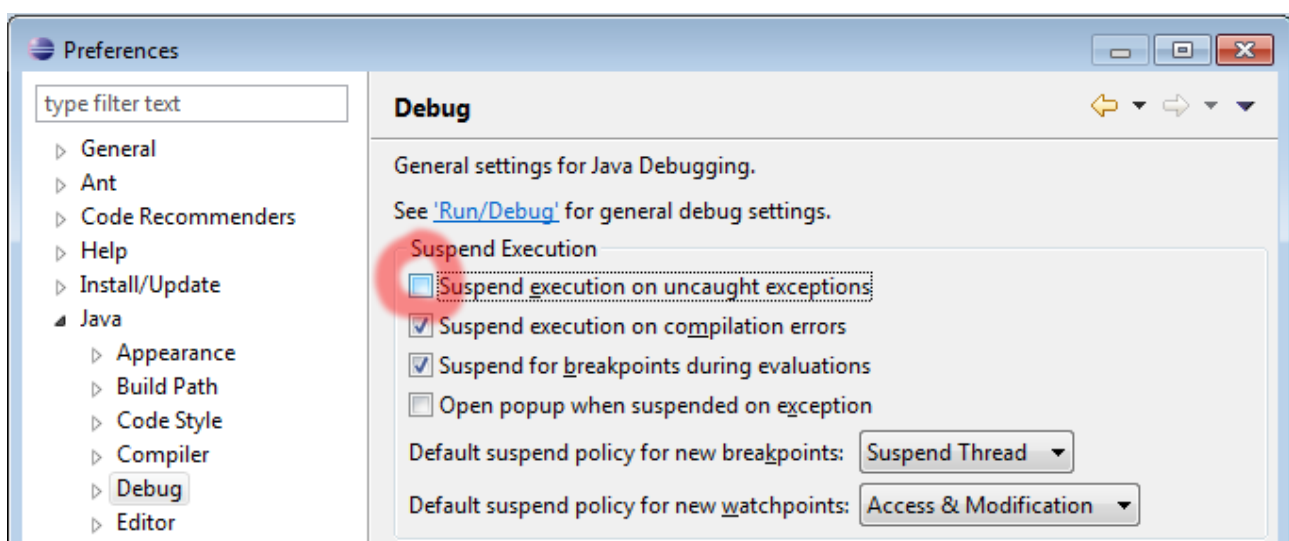 Preferences
type filter text
General
Ant
Code Recommenders
Help
Install/Update
Java
Appearance
Build Path
Code Style
Compiler
Debug
Editor
Debug
General settings for Java Debugging.
See 'Run/Debug' for general debug settings.
Suspend Execution
Suspend execution on uncaught exceptions
Suspend execution on compilation errors
Suspend for breakpoints during evaluations
Open popup when suspended on exception
Default suspend policy for new breakpoints: Suspend Thread
Default suspend policy for new watchpoints: Access & Modification